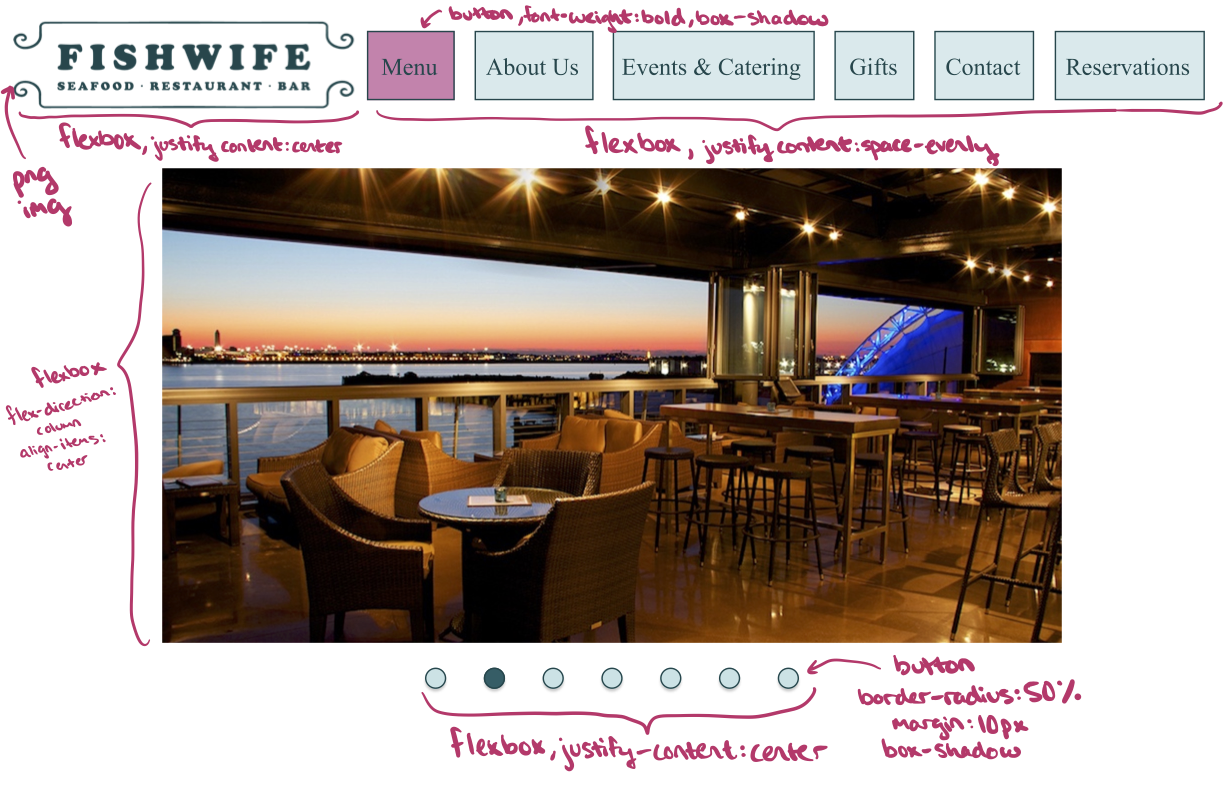 button, font-weight:bold, box-shadow
FISHWIFE
SEAFOOD · RESTAURANT · BAR
Menu
About Us
Events & Catering
Gifts
Contact
Reservations
flexbox, justify content:center
flexbox, justify content:space-evenly
png
img
flexbox
flex-direction:
column
align-items:
center
button
border-radius:50%
margin:10px
box-shadow
flexbox, justify-content:center